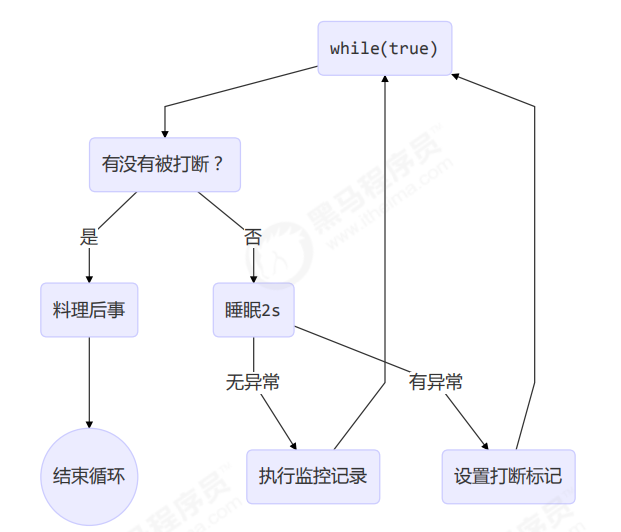 while(true)
有没有被打断？
是
否
料理后事
睡眠2s
无异常
有异常
结束循环
执行监控记录
设置打断标记
黑马程序员™
www.itheima.com